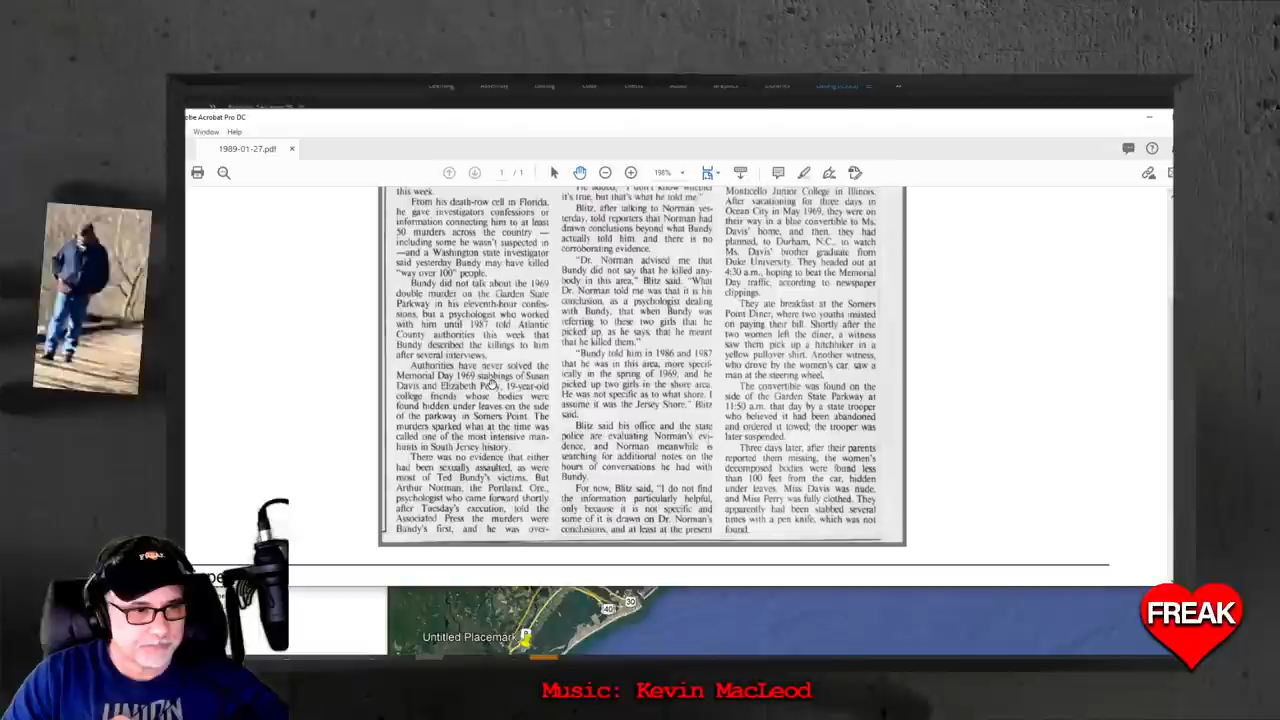 Adobe Acrobat Pro DC
Window Help
1989-01-27.pdf
1 / 1
198%
this week.
From his death-row cell in Florida,
he gave investigators confessions or
information connecting him to at least
50 murders across the country —
including some he wasn't suspected in
—and a Washington state investigator
said yesterday Bundy may have killed
"way over 100" people.
Bundy did not talk about the 1969
double murder on the Garden State
Parkway in his eleventh-hour confes-
sions, but a psychologist who worked
with him until 1987 told Atlantic
County authorities this week that
Bundy described the killings to him
after several interviews.
Authorities have never solved the
Memorial Day 1969 stabbings of Susan
Davis and Elizabeth Perry, 19-year-old
college friends whose bodies were
found hidden under leaves on the side
of the parkway in Somers Point. The
murders sparked what at the time was
called one of the most intensive man-
hunts in South Jersey history.
There was no evidence that either
had been sexually assaulted, as were
most of Ted Bundy's victims. But
Arthur Norman, the Portland, Ore.,
psychologist who came forward shortly
after Tuesday's execution, told the
Associated Press the murders were
Bundy's first, and he was over-
He added, "I don't know whether
it's true, but that's what he told me."
Blitz, after talking to Norman yes-
terday, told reporters that Norman had
drawn conclusions beyond what Bundy
actually told him, and there is no
corroborating evidence.
"Dr. Norman advised me that
Bundy did not say that he killed any-
body in this area," Blitz said. "What
Dr. Norman told me was that it is his
conclusion, as a psychologist dealing
with Bundy, that when Bundy was
referring to these two girls that he
picked up, as he says, that he meant
that he killed them."
"Bundy told him in 1986 and 1987
that he was in this area, more specif-
ically in the spring of 1969, and he
picked up two girls in the shore area.
He was not specific as to what shore. I
assume it was the Jersey Shore," Blitz
said.
Blitz said his office and the state
police are evaluating Norman's evi-
dence, and Norman meanwhile is
searching for additional notes on the
hours of conversations he had with
Bundy.
For now, Blitz said, "I do not find
the information particularly helpful,
only because it is not specific and
some of it is drawn on Dr. Norman's
conclusions, and at least at the present
Monticello Junior College in Illinois.
After vacationing for three days in
Ocean City in May 1969, they were on
their way in a blue convertible to Ms.
Davis' home, and then, they had
planned, to Durham, N.C., to watch
Ms. Davis' brother graduate from
Duke University. They headed out at
4:30 a.m., hoping to beat the Memorial
Day traffic, according to newspaper
clippings.
They ate breakfast at the Somers
Point Diner, where two youths insisted
on paying their bill. Shortly after the
two women left the diner, a witness
saw them pick up a hitchhiker in a
yellow pullover shirt. Another witness,
who drove by the women's car, saw a
man at the steering wheel.
The convertible was found on the
side of the Garden State Parkway at
11:50 a.m. that day by a state trooper
who believed it had been abandoned
and ordered it towed; the trooper was
later suspended.
Three days later, after their parents
reported them missing, the women's
decomposed bodies were found less
than 100 feet from the car, hidden
under leaves. Miss Davis was nude,
and Miss Perry was fully clothed. They
apparently had been stabbed several
times with a pen knife, which was not
found.
Untitled Placemark
40
30
FREAK
FREAK
UNION
Music: Kevin MacLeod